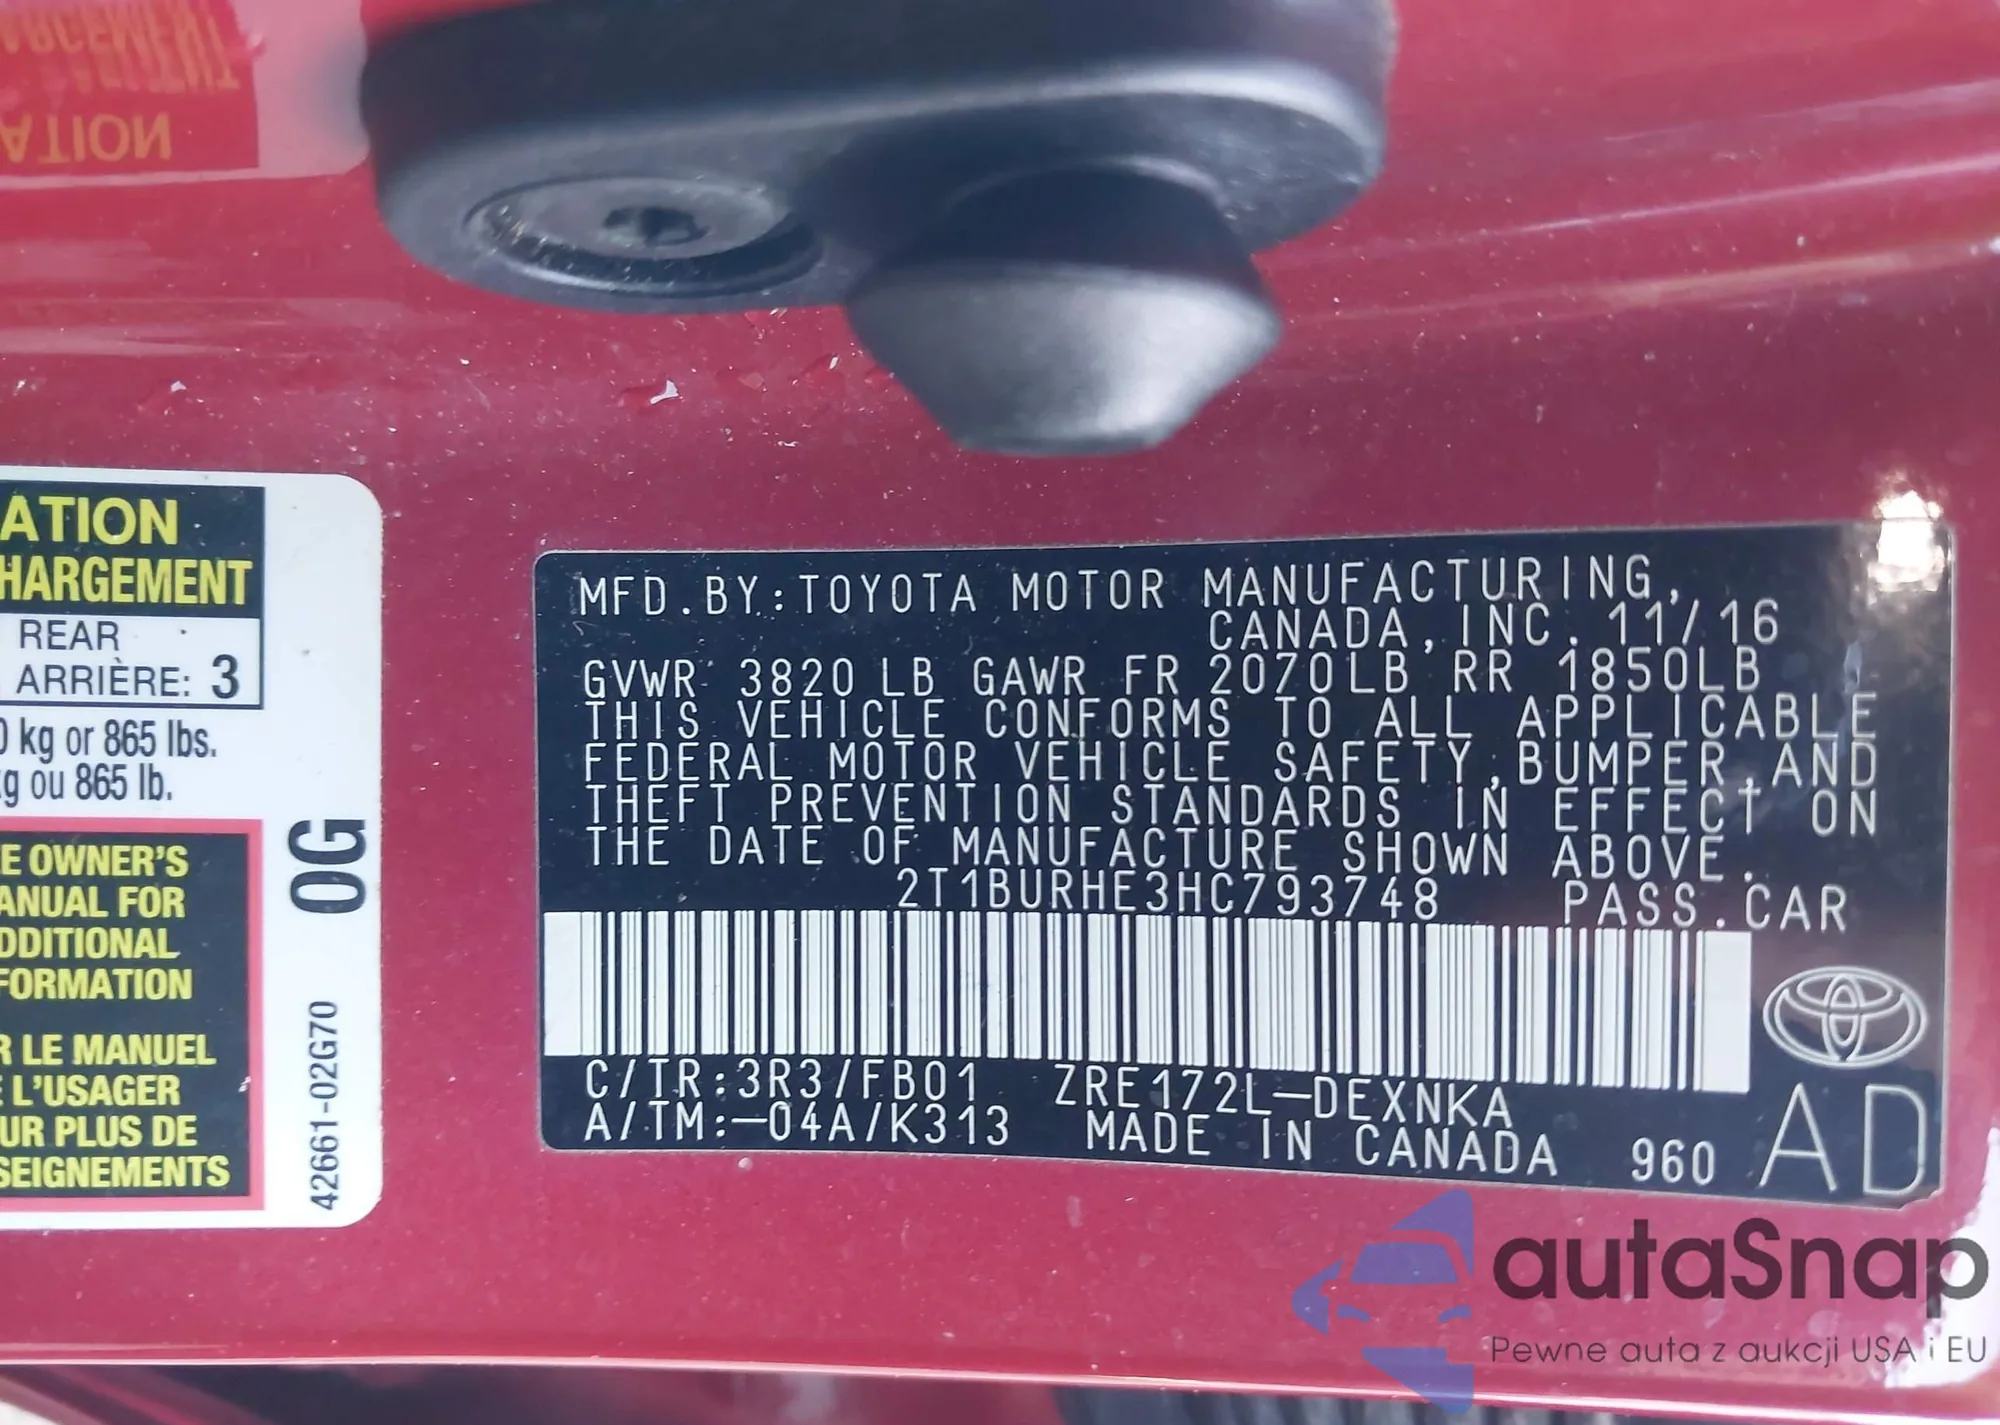 ATION
HARGEMENT
REAR
ARRIÈRE: 3
0 kg or 865 lbs.
kg ou 865 lb.
E OWNER'S
ANUAL FOR
DDITIONAL
FORMATION
R LE MANUEL
E L'USAGER
UR PLUS DE
SEIGNEMENTS
0G
42661-02G70
MFD.BY:TOYOTA MOTOR MANUFACTURING,
CANADA,INC. 11/16
GVWR 3820 LB GAWR FR 2070LB RR 1850LB
THIS VEHICLE CONFORMS TO ALL APPLICABLE
FEDERAL MOTOR VEHICLE SAFETY,BUMPER,AND
THEFT PREVENTION STANDARDS IN EFFECT ON
THE DATE OF MANUFACTURE SHOWN ABOVE.
2T1BURHE3HC793748 PASS.CAR
C/TR:3R3/FB01 ZRE172L-DEXNKA
A/TM:-04A/K313 MADE IN CANADA 960 AD
autaSnap
Pewne auta z aukcji USA i EU